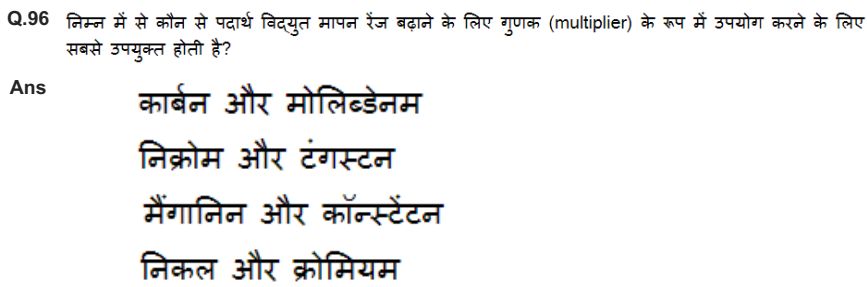 Q.96 निम्न में से कौन से पदार्थ विद्युत मापन रेंज बढ़ाने के लिए गुणक (multiplier) के रूप में उपयोग करने के लिए
सबसे उपयुक्त होती है?
Ans कार्बन और मोलिब्डेनम
निक्रोम और टंगस्टन
मैंगानिन और कॉन्स्टेंटन
निकल और क्रोमियम